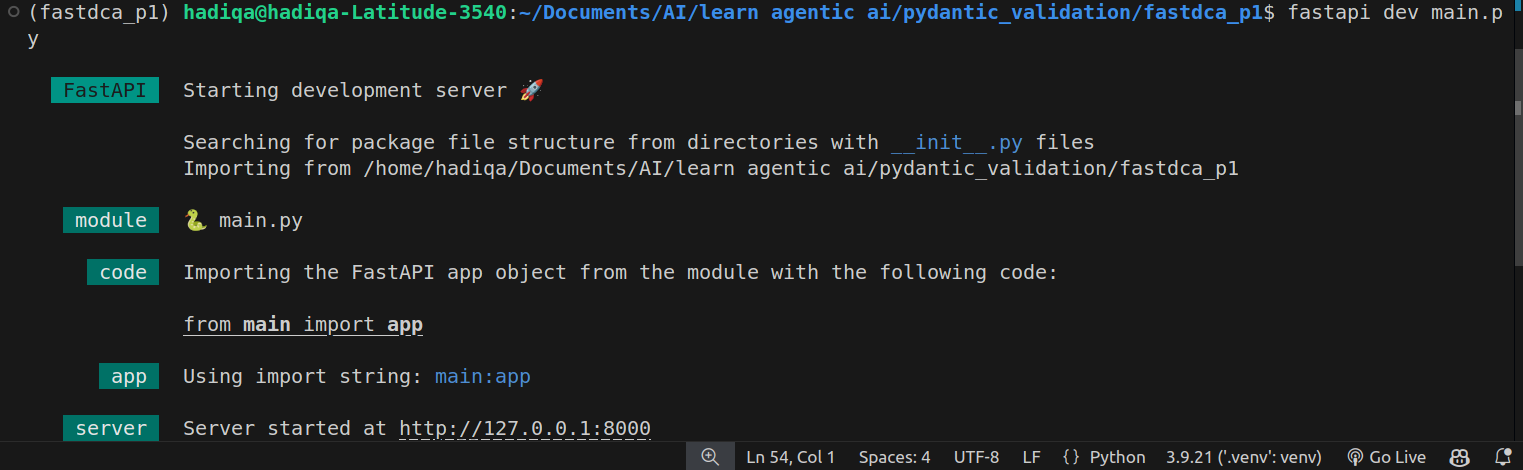 (fastdca_p1) hadiqa@hadiqa-Latitude-3540:~/Documents/AI/learn agentic ai/pydantic_validation/fastdca_p1$ fastapi dev main.p
y
FastAPI Starting development server 🚀
Searching for package file structure from directories with __init__.py files
Importing from /home/hadiqa/Documents/AI/learn agentic ai/pydantic_validation/fastdca_p1
module 🐍 main.py
code Importing the FastAPI app object from the module with the following code:
from main import app
app Using import string: main:app
server Server started at http://127.0.0.1:8000
Ln 54, Col 1 Spaces: 4 UTF-8 LF {} Python 3.9.21 ('.venv': venv) Go Live